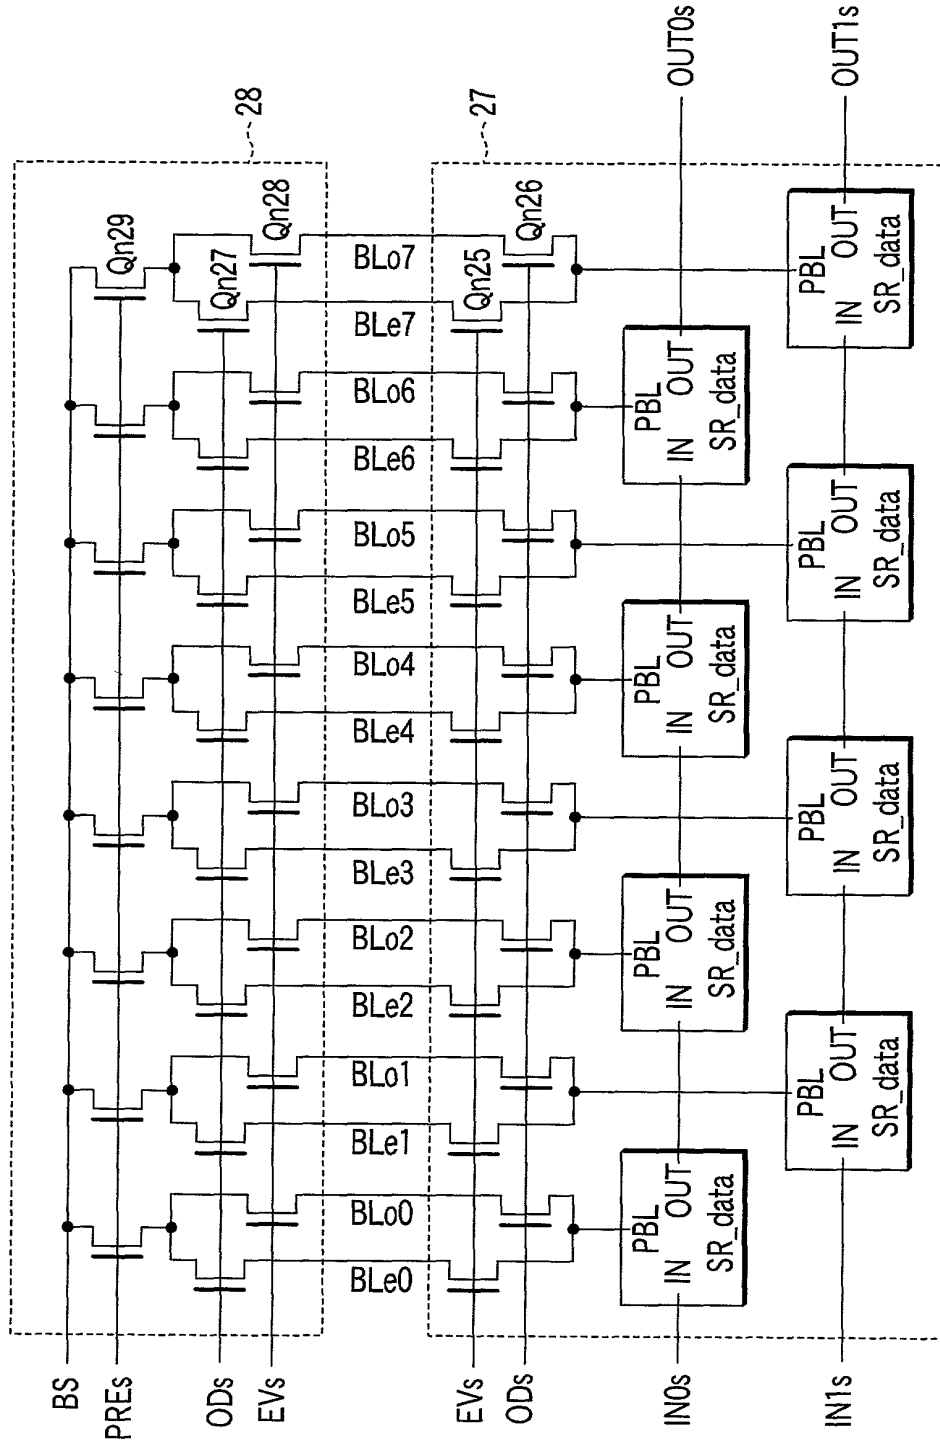 BS
PREs
ODs
EVs
EVs
ODs
IN0s
IN1s
28
27
OUT0s
OUT1s
Qn29
Qn27
Qn28
Qn25
Qn26
BLe0
BLo0
BLe1
BLo1
BLe2
BLo2
BLe3
BLo3
BLe4
BLo4
BLe5
BLo5
BLe6
BLo6
BLe7
BLo7
PBL
IN OUT
SR_data
PBL
IN OUT
SR_data
PBL
IN OUT
SR_data
PBL
IN OUT
SR_data
PBL
IN OUT
SR_data
PBL
IN OUT
SR_data
PBL
IN OUT
SR_data
PBL
IN OUT
SR_data